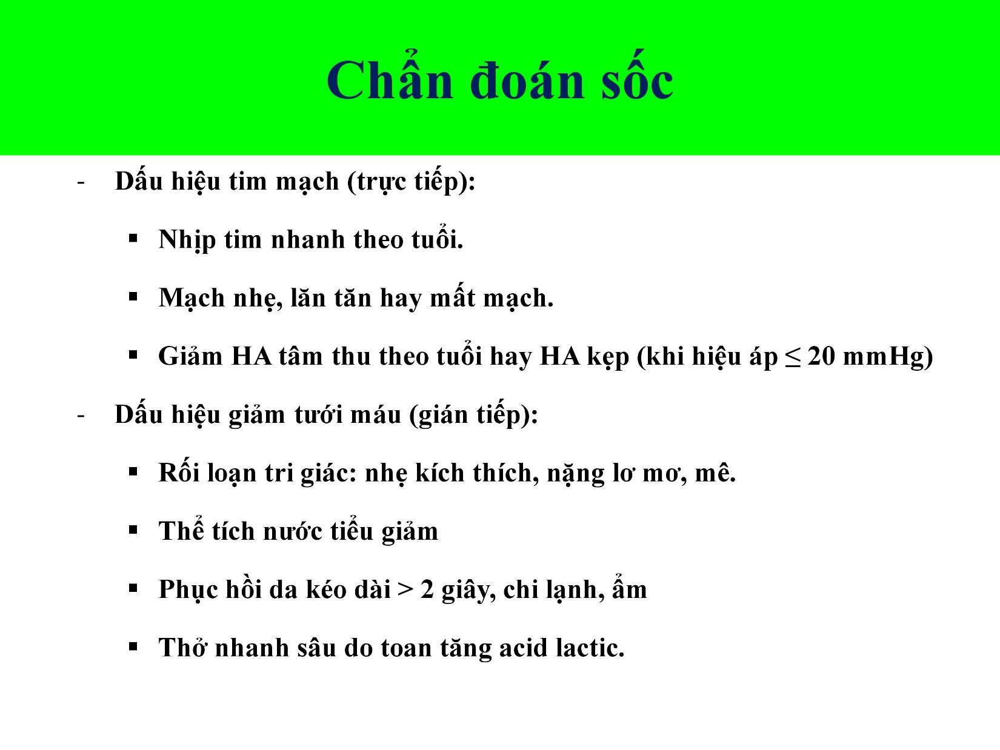 Chẩn đoán sốc
- Dấu hiệu tim mạch (trực tiếp):
▪ Nhịp tim nhanh theo tuổi.
▪ Mạch nhẹ, lăn tăn hay mất mạch.
▪ Giảm HA tâm thu theo tuổi hay HA kẹp (khi hiệu áp ≤ 20 mmHg)
- Dấu hiệu giảm tưới máu (gián tiếp):
▪ Rối loạn tri giác: nhẹ kích thích, nặng lơ mơ, mê.
▪ Thể tích nước tiểu giảm
▪ Phục hồi da kéo dài > 2 giây, chi lạnh, ẩm
▪ Thở nhanh sâu do toan tăng acid lactic.